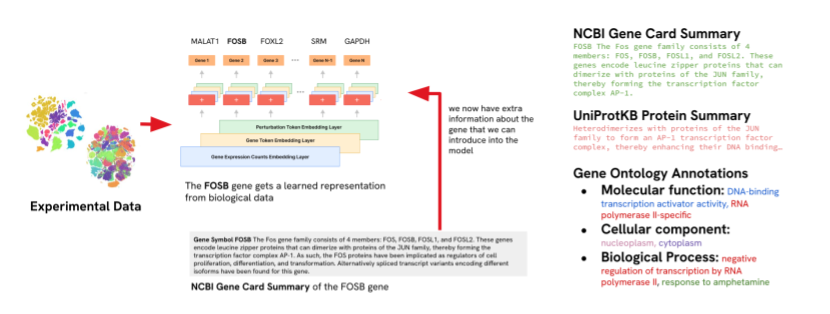 MALAT1 FOSB FOXL2 SRM GAPDH
Gene 1 Gene 2 Gene 3 Gene N-1 Gene N
+ + + + +
Perturbation Token Embedding Layer
Gene Token Embedding Layer
Gene Expression Counts Embedding Layer
The FOSB gene gets a learned representation
from biological data
Experimental Data
we now have extra
information about the
gene that we can
introduce into the
model
Gene Symbol FOSB The Fos gene family consists of 4 members: FOS, FOSB, FOSL1, and FOSL2. These genes
encode leucine zipper proteins that can dimerize with proteins of the JUN family, thereby forming the
transcription factor complex AP-1. As such, the FOS proteins have been implicated as regulators of cell
proliferation, differentiation, and transformation. Alternatively spliced transcript variants encoding different
isoforms have been found for this gene.
NCBI Gene Card Summary of the FOSB gene
NCBI Gene Card Summary
FOSB The Fos gene family consists of 4
members: FOS, FOSB, FOSL1, and FOSL2. These
genes encode leucine zipper proteins that can
dimerize with proteins of the JUN family,
thereby forming the transcription factor
complex AP-1.
UniProtKB Protein Summary
Heterodimerizes with proteins of the JUN
family to form an AP-1 transcription factor
complex, thereby enhancing their DNA binding…
Gene Ontology Annotations
● Molecular function: DNA-binding
transcription activator activity, RNA
polymerase II-specific
● Cellular component:
nucleoplasm, cytoplasm
● Biological Process: negative
regulation of transcription by RNA
polymerase II, response to amphetamine